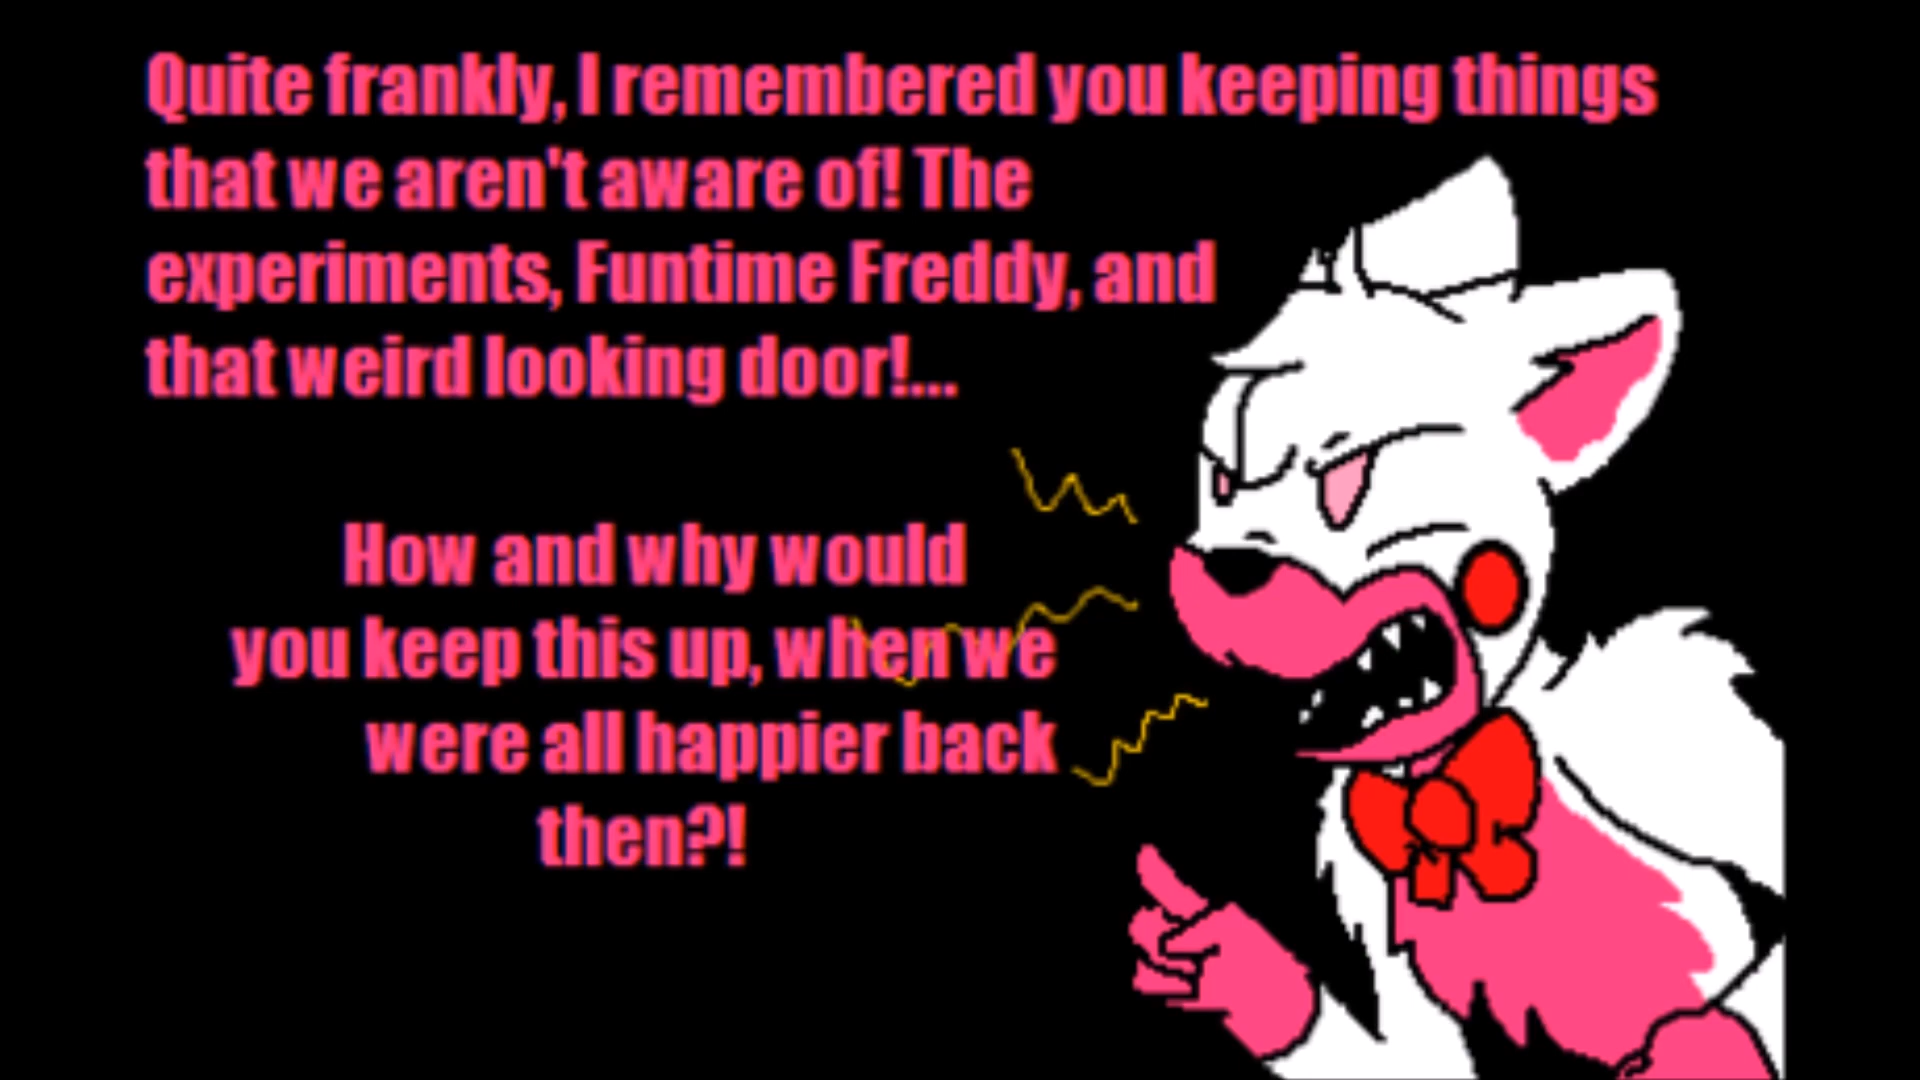 Quite frankly, I remembered you keeping things
that we aren't aware of! The
experiments, Funtime Freddy, and
that weird looking door!...
How and why would
you keep this up, when we
were all happier back
then?!